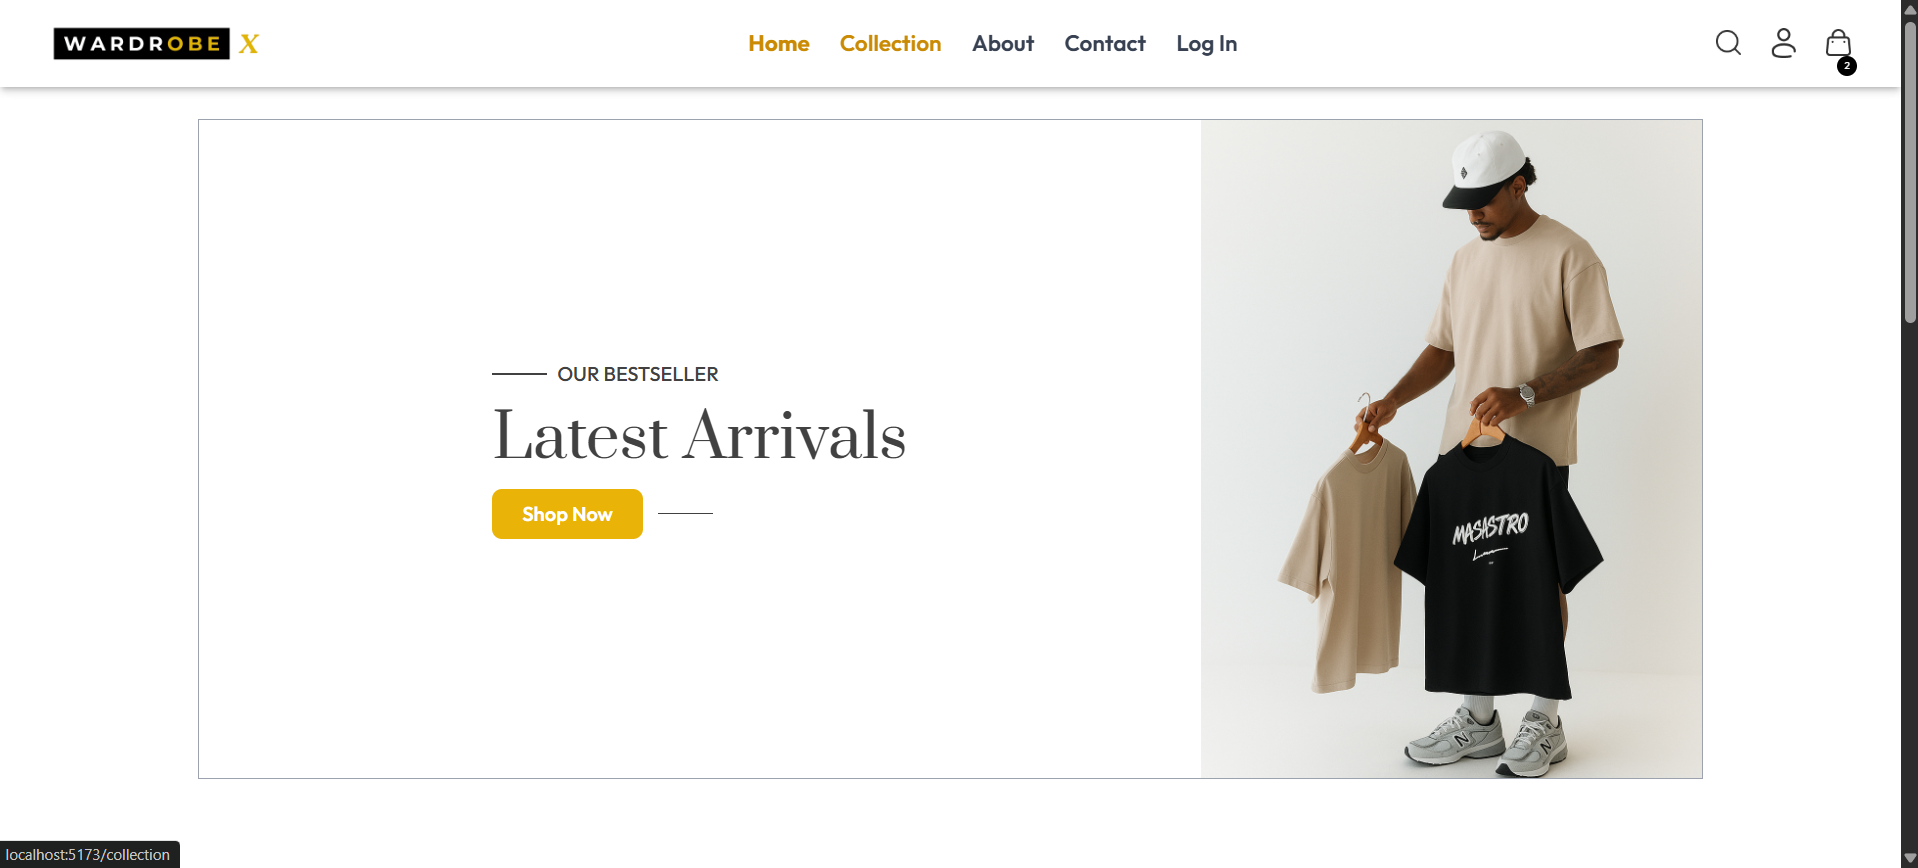 WARDROBE X
Home Collection About Contact Log In
2
OUR BESTSELLER
Latest Arrivals
Shop Now
MASASTRO
N N
localhost:5173/collection